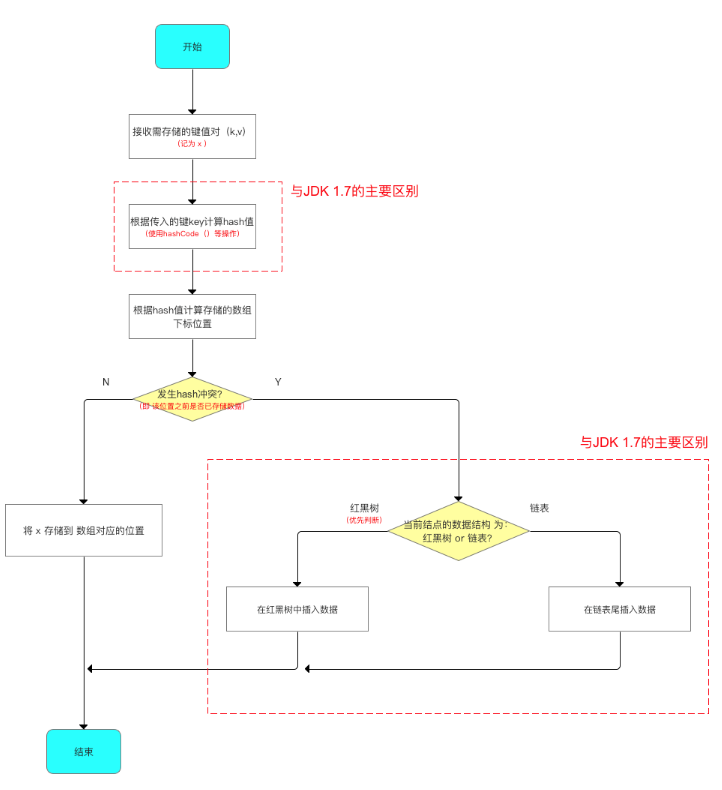 开始
接收需存储的键值对（k,v）
（记为 x ）
与JDK 1.7的主要区别
根据传入的键key计算hash值
（使用hashCode（）等操作）
根据hash值计算存储的数组
下标位置
N
Y
发生hash冲突？
（即 该位置之前是否已存储数据）
与JDK 1.7的主要区别
红黑树
（优先判断）
链表
当前结点的数据结构 为：
红黑树 or 链表？
将 x 存储到 数组对应的位置
在红黑树中插入数据
在链表尾插入数据
结束